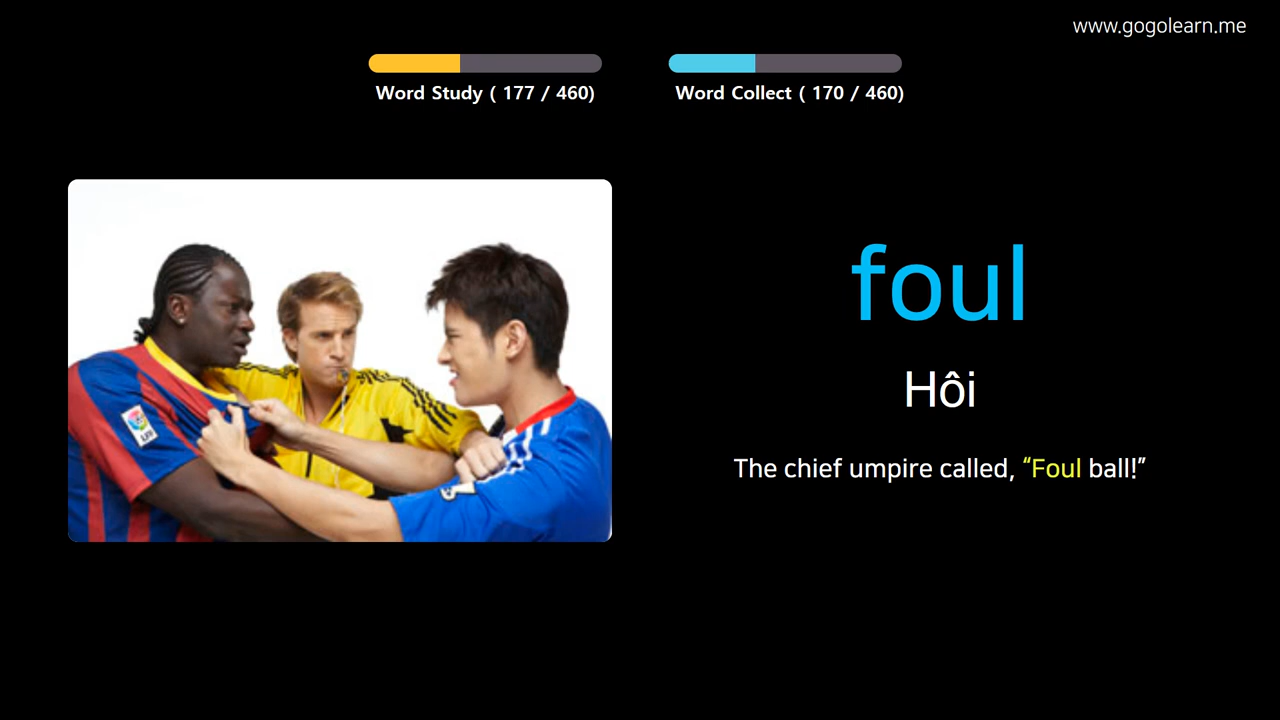 www.gogolearn.me
Word Study ( 177 / 460)
Word Collect ( 170 / 460)
foul
Hôi
The chief umpire called, “Foul ball!”
LFP